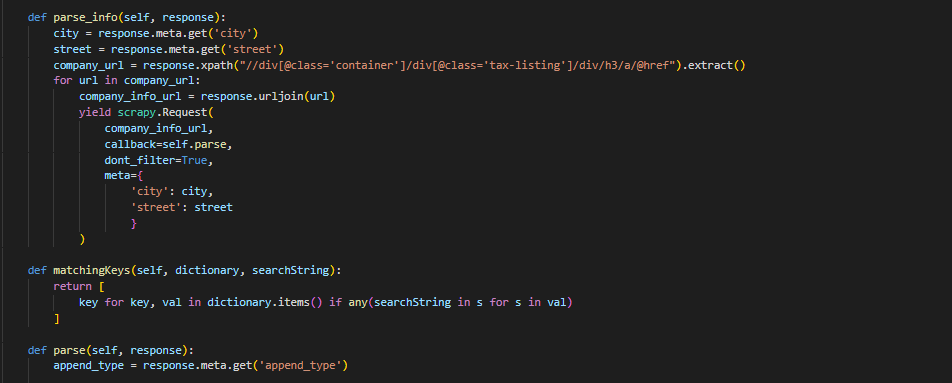 def parse_info(self, response):
    city = response.meta.get('city')
    street = response.meta.get('street')
    company_url = response.xpath("//div[@class='container']/div[@class='tax-listing']/div/h3/a/@href").extract()
    for url in company_url:
        company_info_url = response.urljoin(url)
        yield scrapy.Request(
            company_info_url,
            callback=self.parse,
            dont_filter=True,
            meta={
                'city': city,
                'street': street
                }
        )
def matchingKeys(self, dictionary, searchString):
    return [
        key for key, val in dictionary.items() if any(searchString in s for s in val)
    ]
def parse(self, response):
    append_type = response.meta.get('append_type')